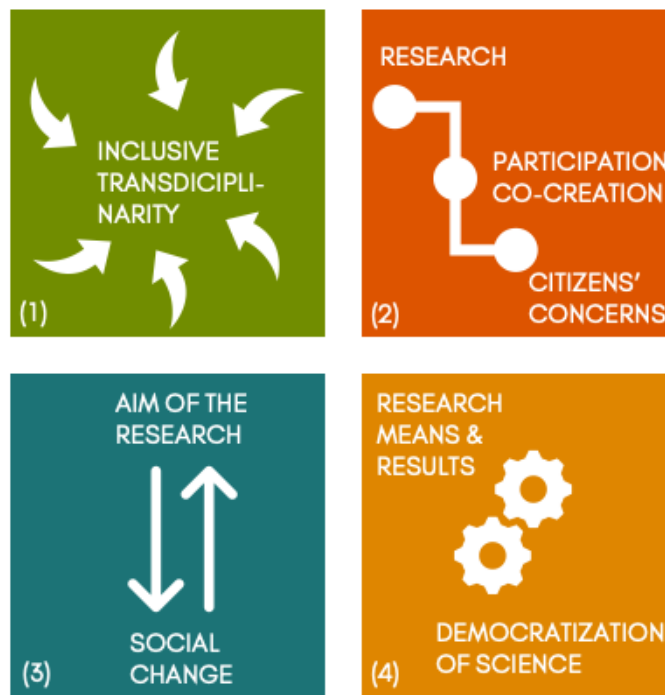 INCLUSIVE
TRANSDICIPLI-
NARITY
(1)
RESEARCH
PARTICIPATION
CO-CREATION
CITIZENS’
CONCERNS
(2)
AIM OF THE
RESEARCH
SOCIAL
CHANGE
(3)
RESEARCH
MEANS &
RESULTS
DEMOCRATIZATION
OF SCIENCE
(4)